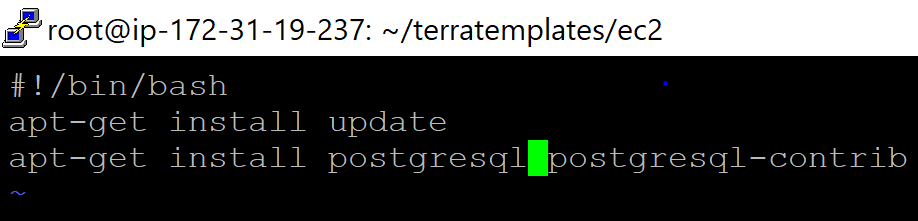 root@ip-172-31-19-237: ~/terratemplates/ec2
#!/bin/bash
apt-get install update
apt-get install postgresql postgresql-contrib
~